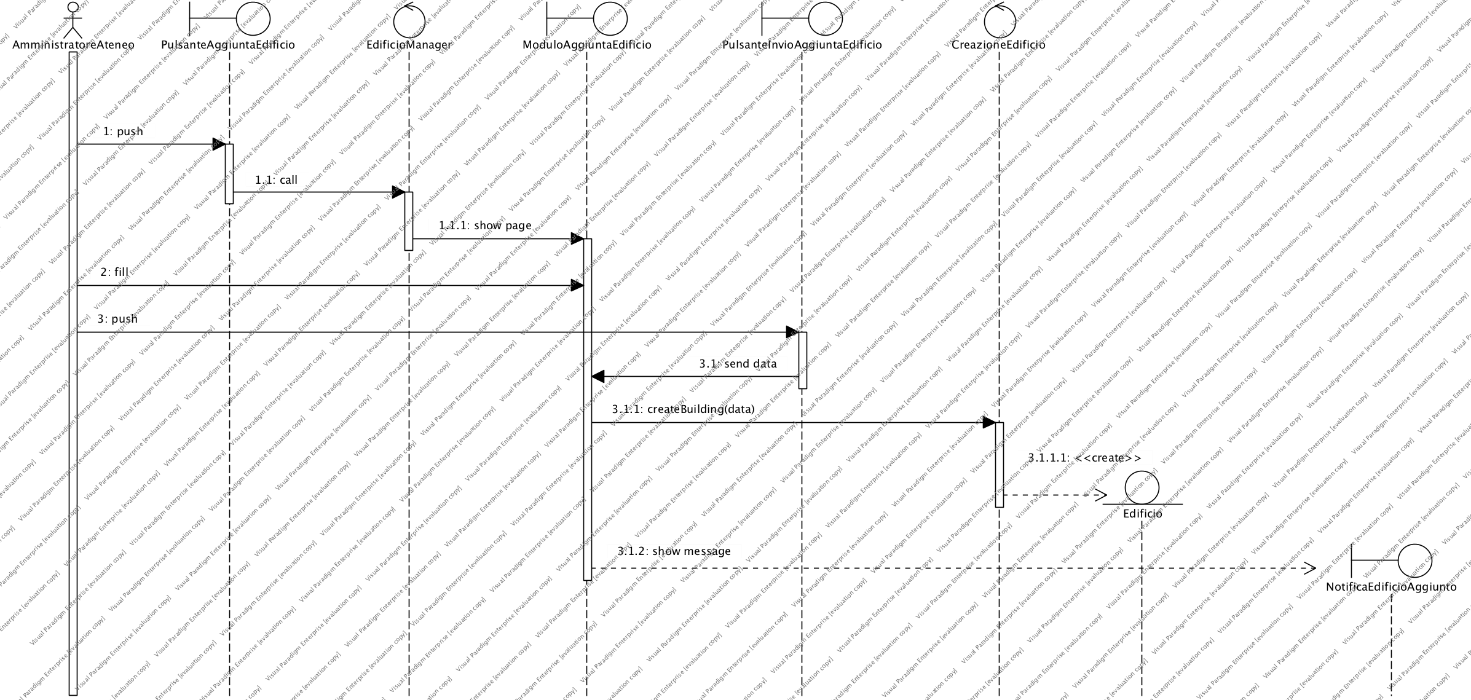 AmministratoreAteneo
PulsanteAggiuntaEdificio
EdificioManager
ModuloAggiuntaEdificio
PulsanteInvioAggiuntaEdificio
CreazioneEdificio
1: push
1.1: call
1.1.1: show page
2: fill
3: push
3.1: send data
3.1.1: createBuilding(data)
3.1.1.1: <<create>>
Edificio
3.1.2: show message
NotificaEdificioAggiunto
Visual Paradigm Enterprise [evaluation copy]